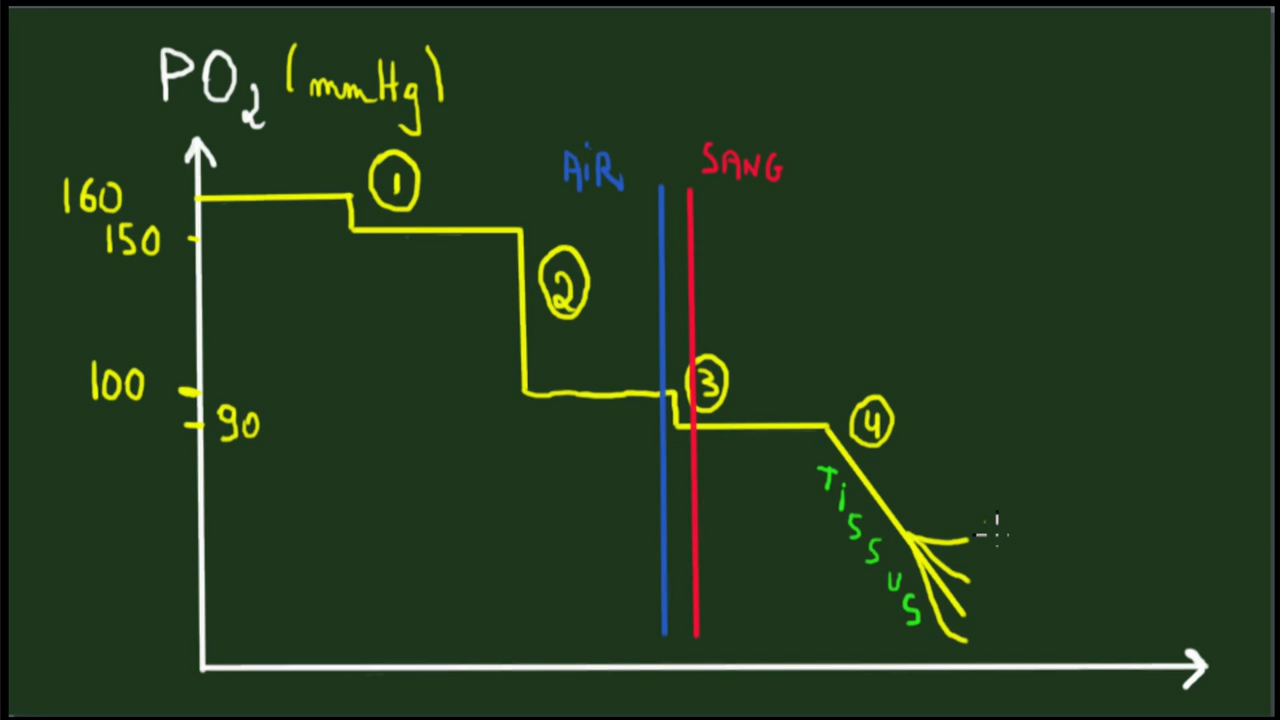 PO₂ (mmHg)
AiR SANG
160
1
150
2
100
3
90
4
TiSSUS